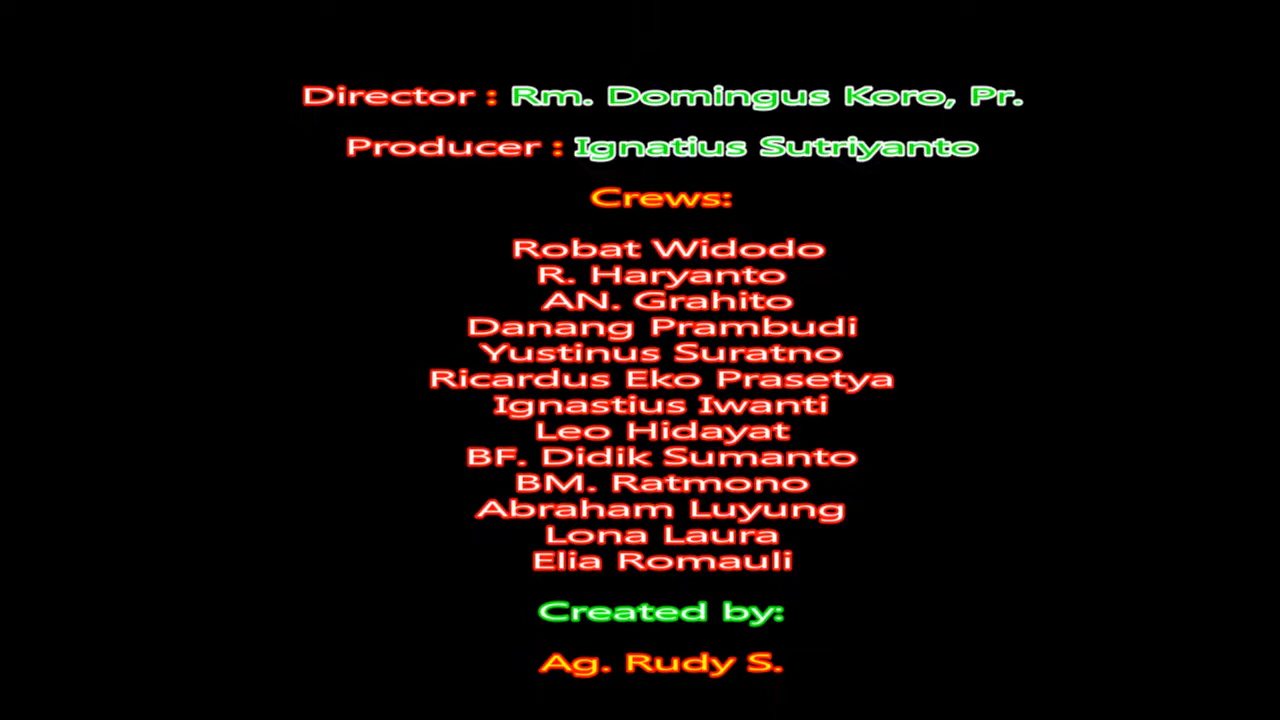 Director : Rm. Domingus Koro, Pr.
Producer : Ignatius Sutriyanto
Crews:
Robat Widodo
R. Haryanto
AN. Grahito
Danang Prambudi
Yustinus Suratno
Ricardus Eko Prasetya
Ignastius Iwanti
Leo Hidayat
BF. Didik Sumanto
BM. Ratmono
Abraham Luyung
Lona Laura
Elia Romauli
Created by:
Ag. Rudy S.